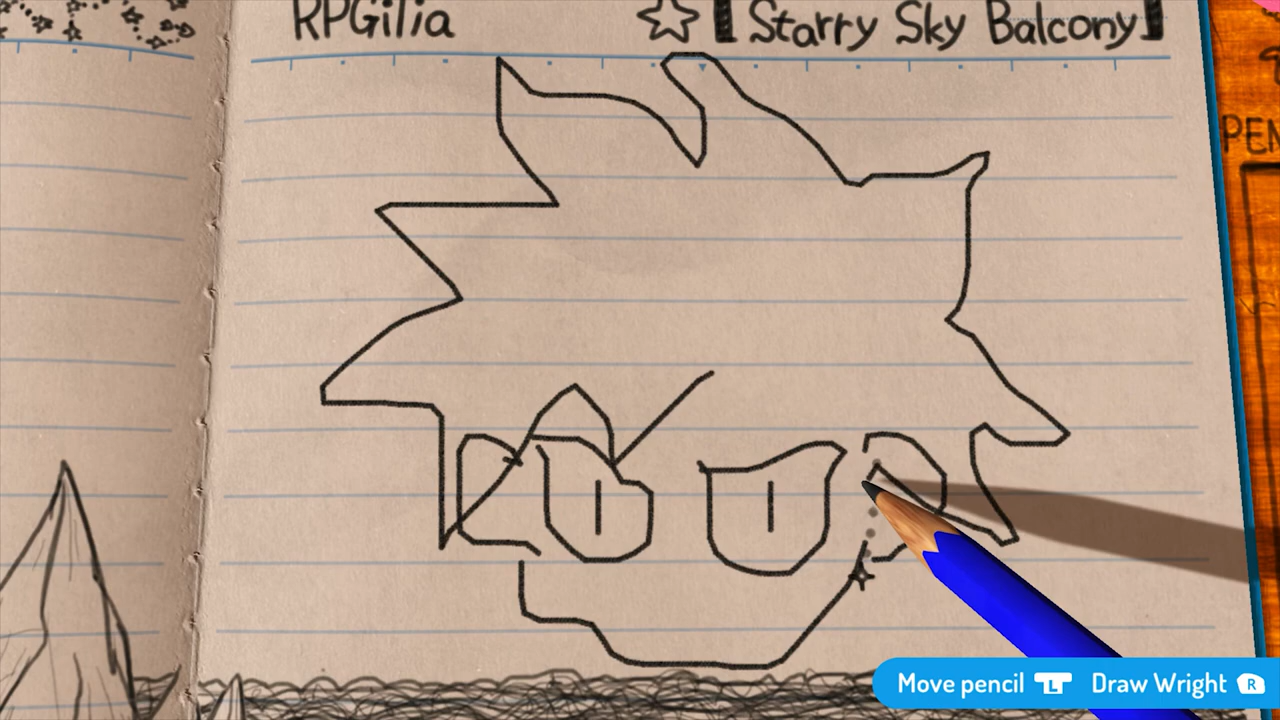 RPGilia ☆ [Starry Sky Balcony]
PEN
Move pencil L Draw Wright R